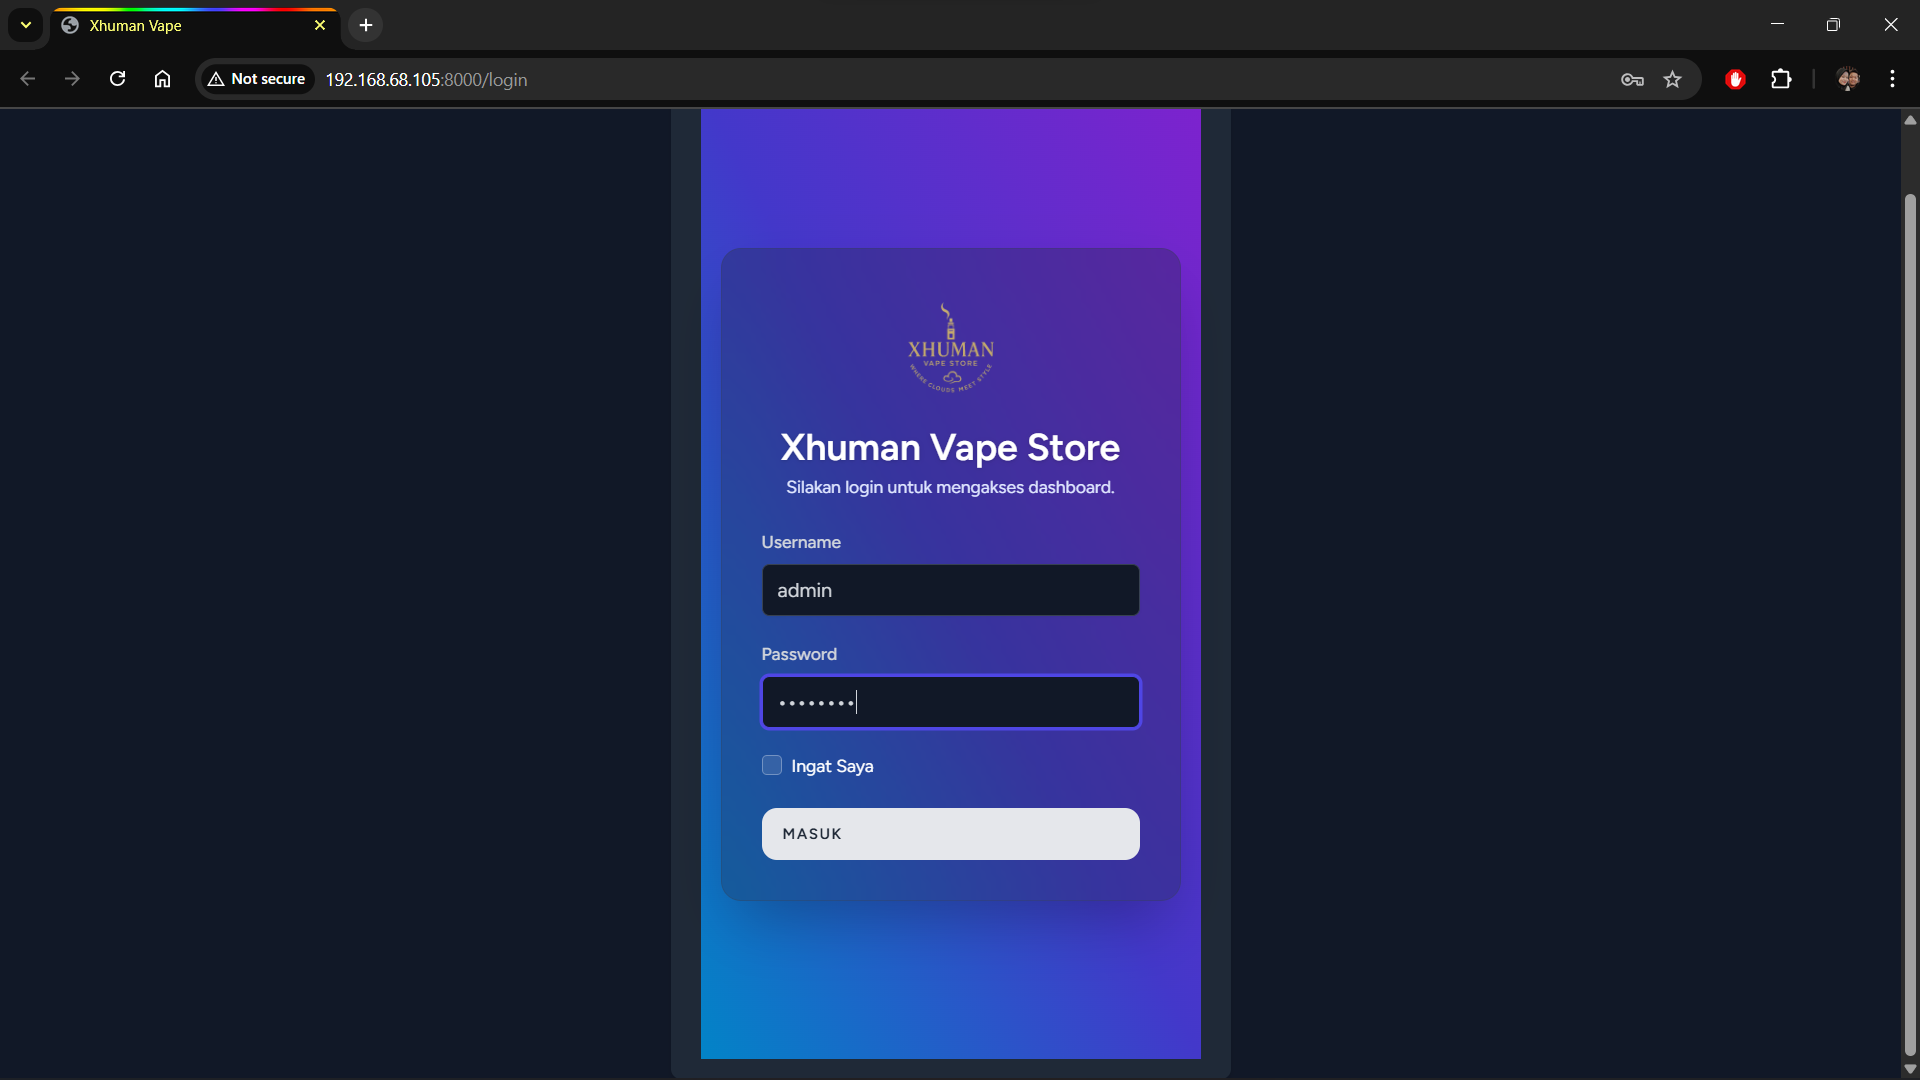 Xhuman Vape
Not secure
192.168.68.105:8000/login
XHUMAN
VAPE STORE
WHERE CLOUDS MEET STYLE
Xhuman Vape Store
Silakan login untuk mengakses dashboard.
Username
admin
Password
••••••••
Ingat Saya
MASUK